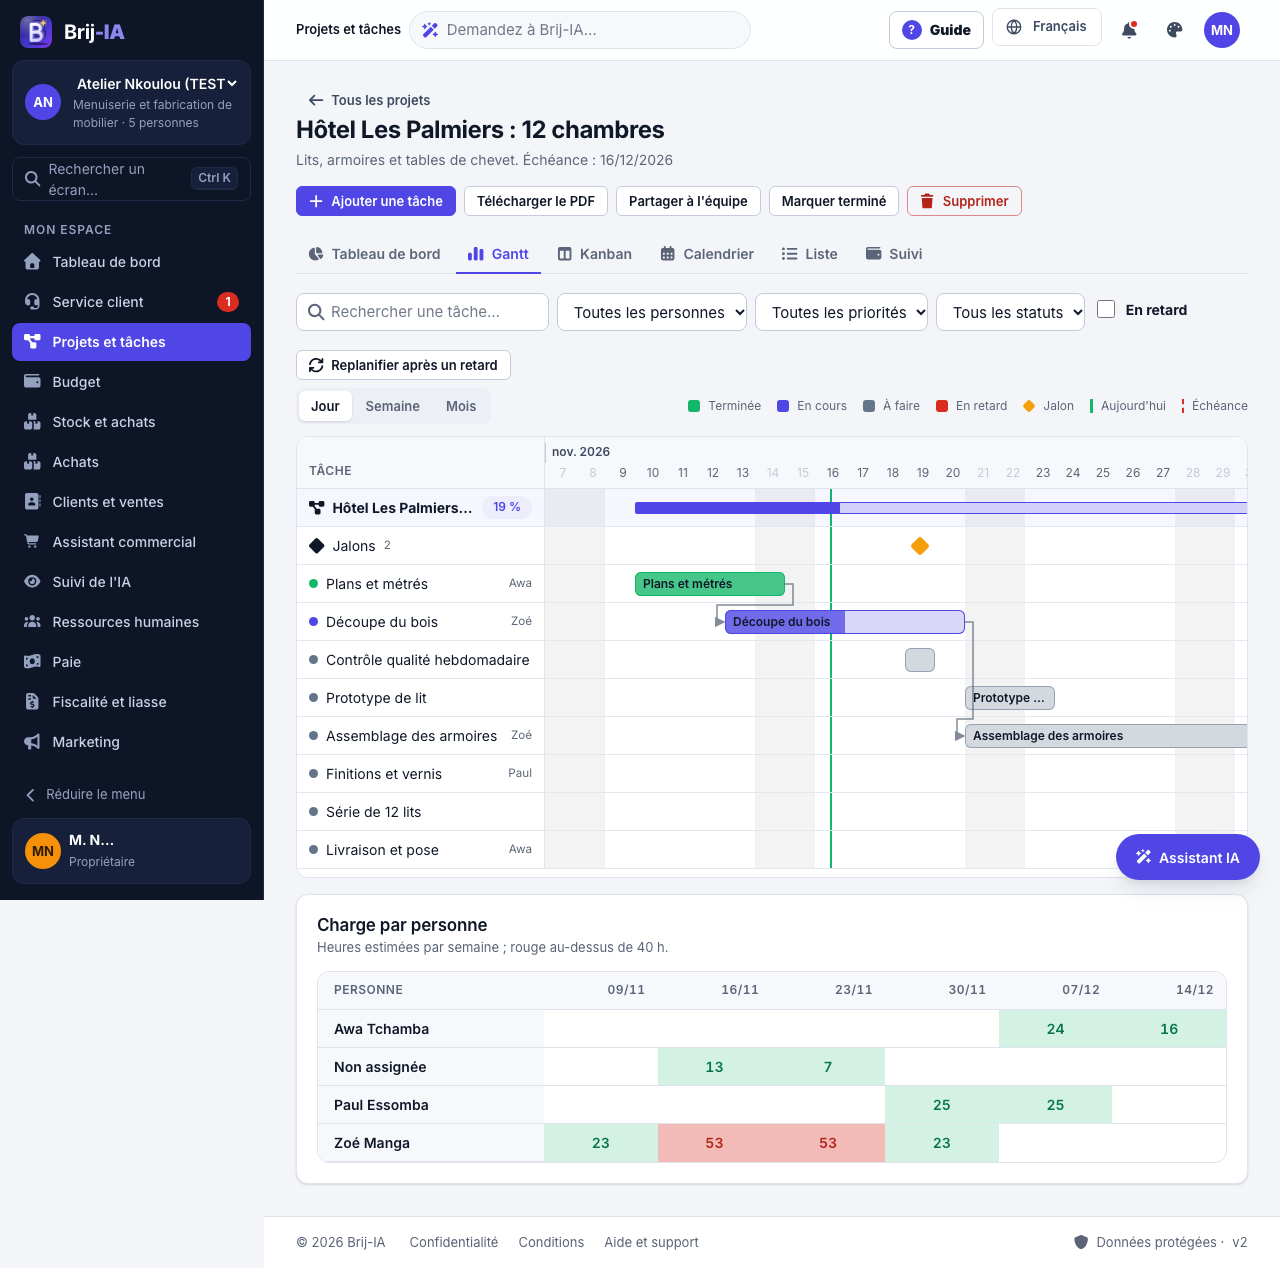 Brij-IA
Projets et tâches
Demandez à Brij-IA...
? Guide
Français
MN
AN
Atelier Nkoulou (TEST
Menuiserie et fabrication de
mobilier · 5 personnes
Rechercher un
écran...
Ctrl K
MON ESPACE
Tableau de bord
Service client
1
Projets et tâches
Budget
Stock et achats
Achats
Clients et ventes
Assistant commercial
Suivi de l'IA
Ressources humaines
Paie
Fiscalité et liasse
Marketing
Réduire le menu
MN
M. N...
Propriétaire
Tous les projets
Hôtel Les Palmiers : 12 chambres
Lits, armoires et tables de chevet. Échéance : 16/12/2026
Ajouter une tâche
Télécharger le PDF
Partager à l'équipe
Marquer terminé
Supprimer
Tableau de bord
Gantt
Kanban
Calendrier
Liste
Suivi
Rechercher une tâche...
Toutes les personnes
Toutes les priorités
Tous les statuts
En retard
Replanifier après un retard
Jour
Semaine
Mois
Terminée
En cours
À faire
En retard
Jalon
Aujourd'hui
Échéance
TÂCHE
nov. 2026
7 8 9 10 11 12 13 14 15 16 17 18 19 20 21 22 23 24 25 26 27 28 29
Hôtel Les Palmiers... 19 %
Jalons 2
Plans et métrés Awa
Plans et métrés
Découpe du bois Zoé
Découpe du bois
Contrôle qualité hebdomadaire
Prototype de lit
Prototype ...
Assemblage des armoires Zoé
Assemblage des armoires
Finitions et vernis Paul
Série de 12 lits
Livraison et pose Awa
Assistant IA
Charge par personne
Heures estimées par semaine ; rouge au-dessus de 40 h.
PERSONNE 09/11 16/11 23/11 30/11 07/12 14/12
Awa Tchamba 24 16
Non assignée 13 7
Paul Essomba 25 25
Zoé Manga 23 53 53 23
© 2026 Brij-IA
Confidentialité
Conditions
Aide et support
Données protégées · v2